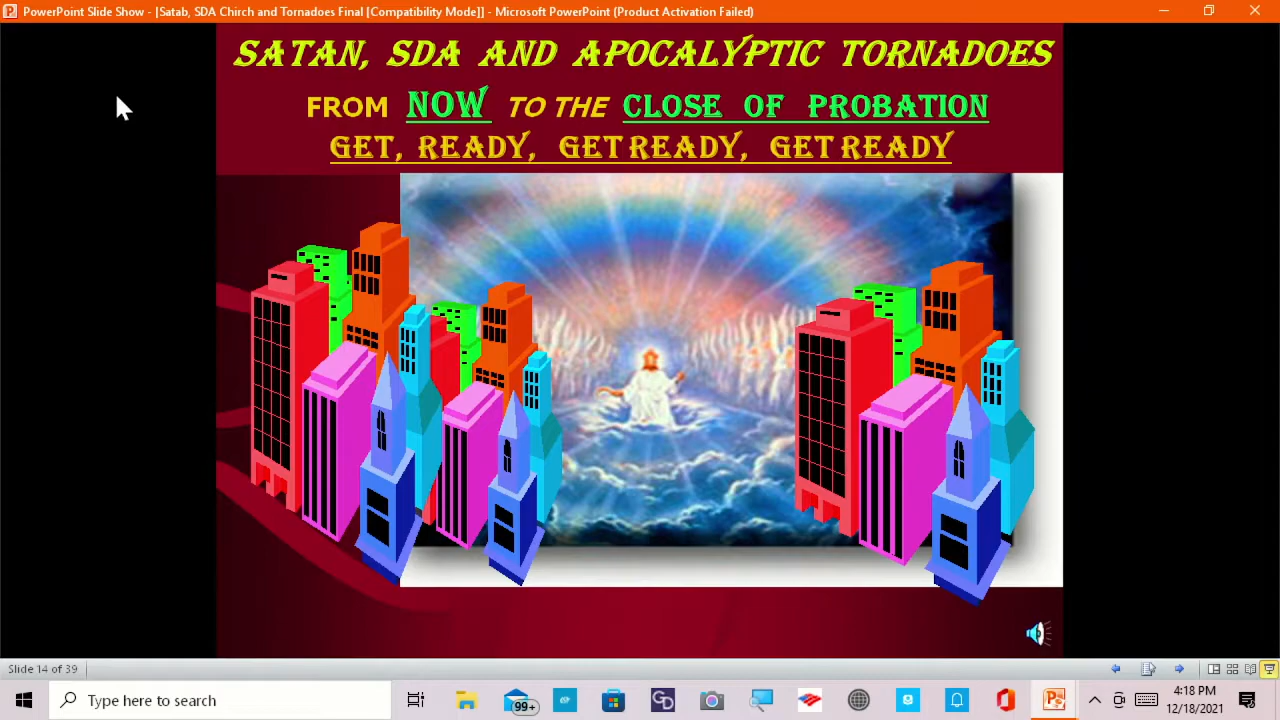 PowerPoint Slide Show - [Satab, SDA Chirch and Tornadoes Final [Compatibility Mode]] - Microsoft PowerPoint (Product Activation Failed)
SATAN, SDA AND APOCALYPTIC TORNADOES
FROM NOW TO THE CLOSE OF PROBATION
GET, READY, GET READY, GET READY
Slide 14 of 39
Type here to search
99+
GD
4:18 PM
12/18/2021